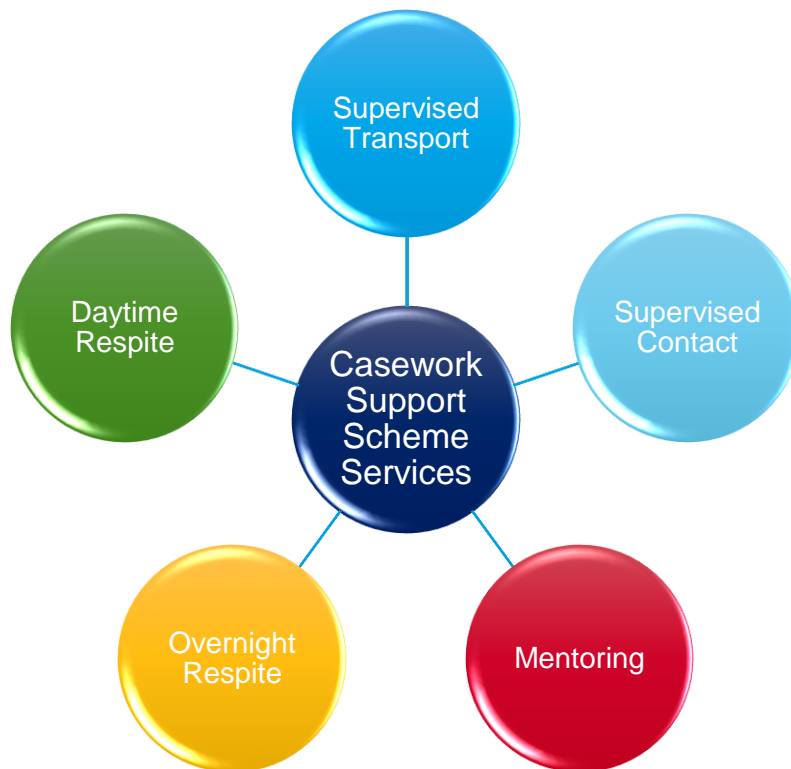 Supervised
Transport
Supervised
Contact
Mentoring
Overnight
Respite
Daytime
Respite
Casework
Support
Scheme
Services